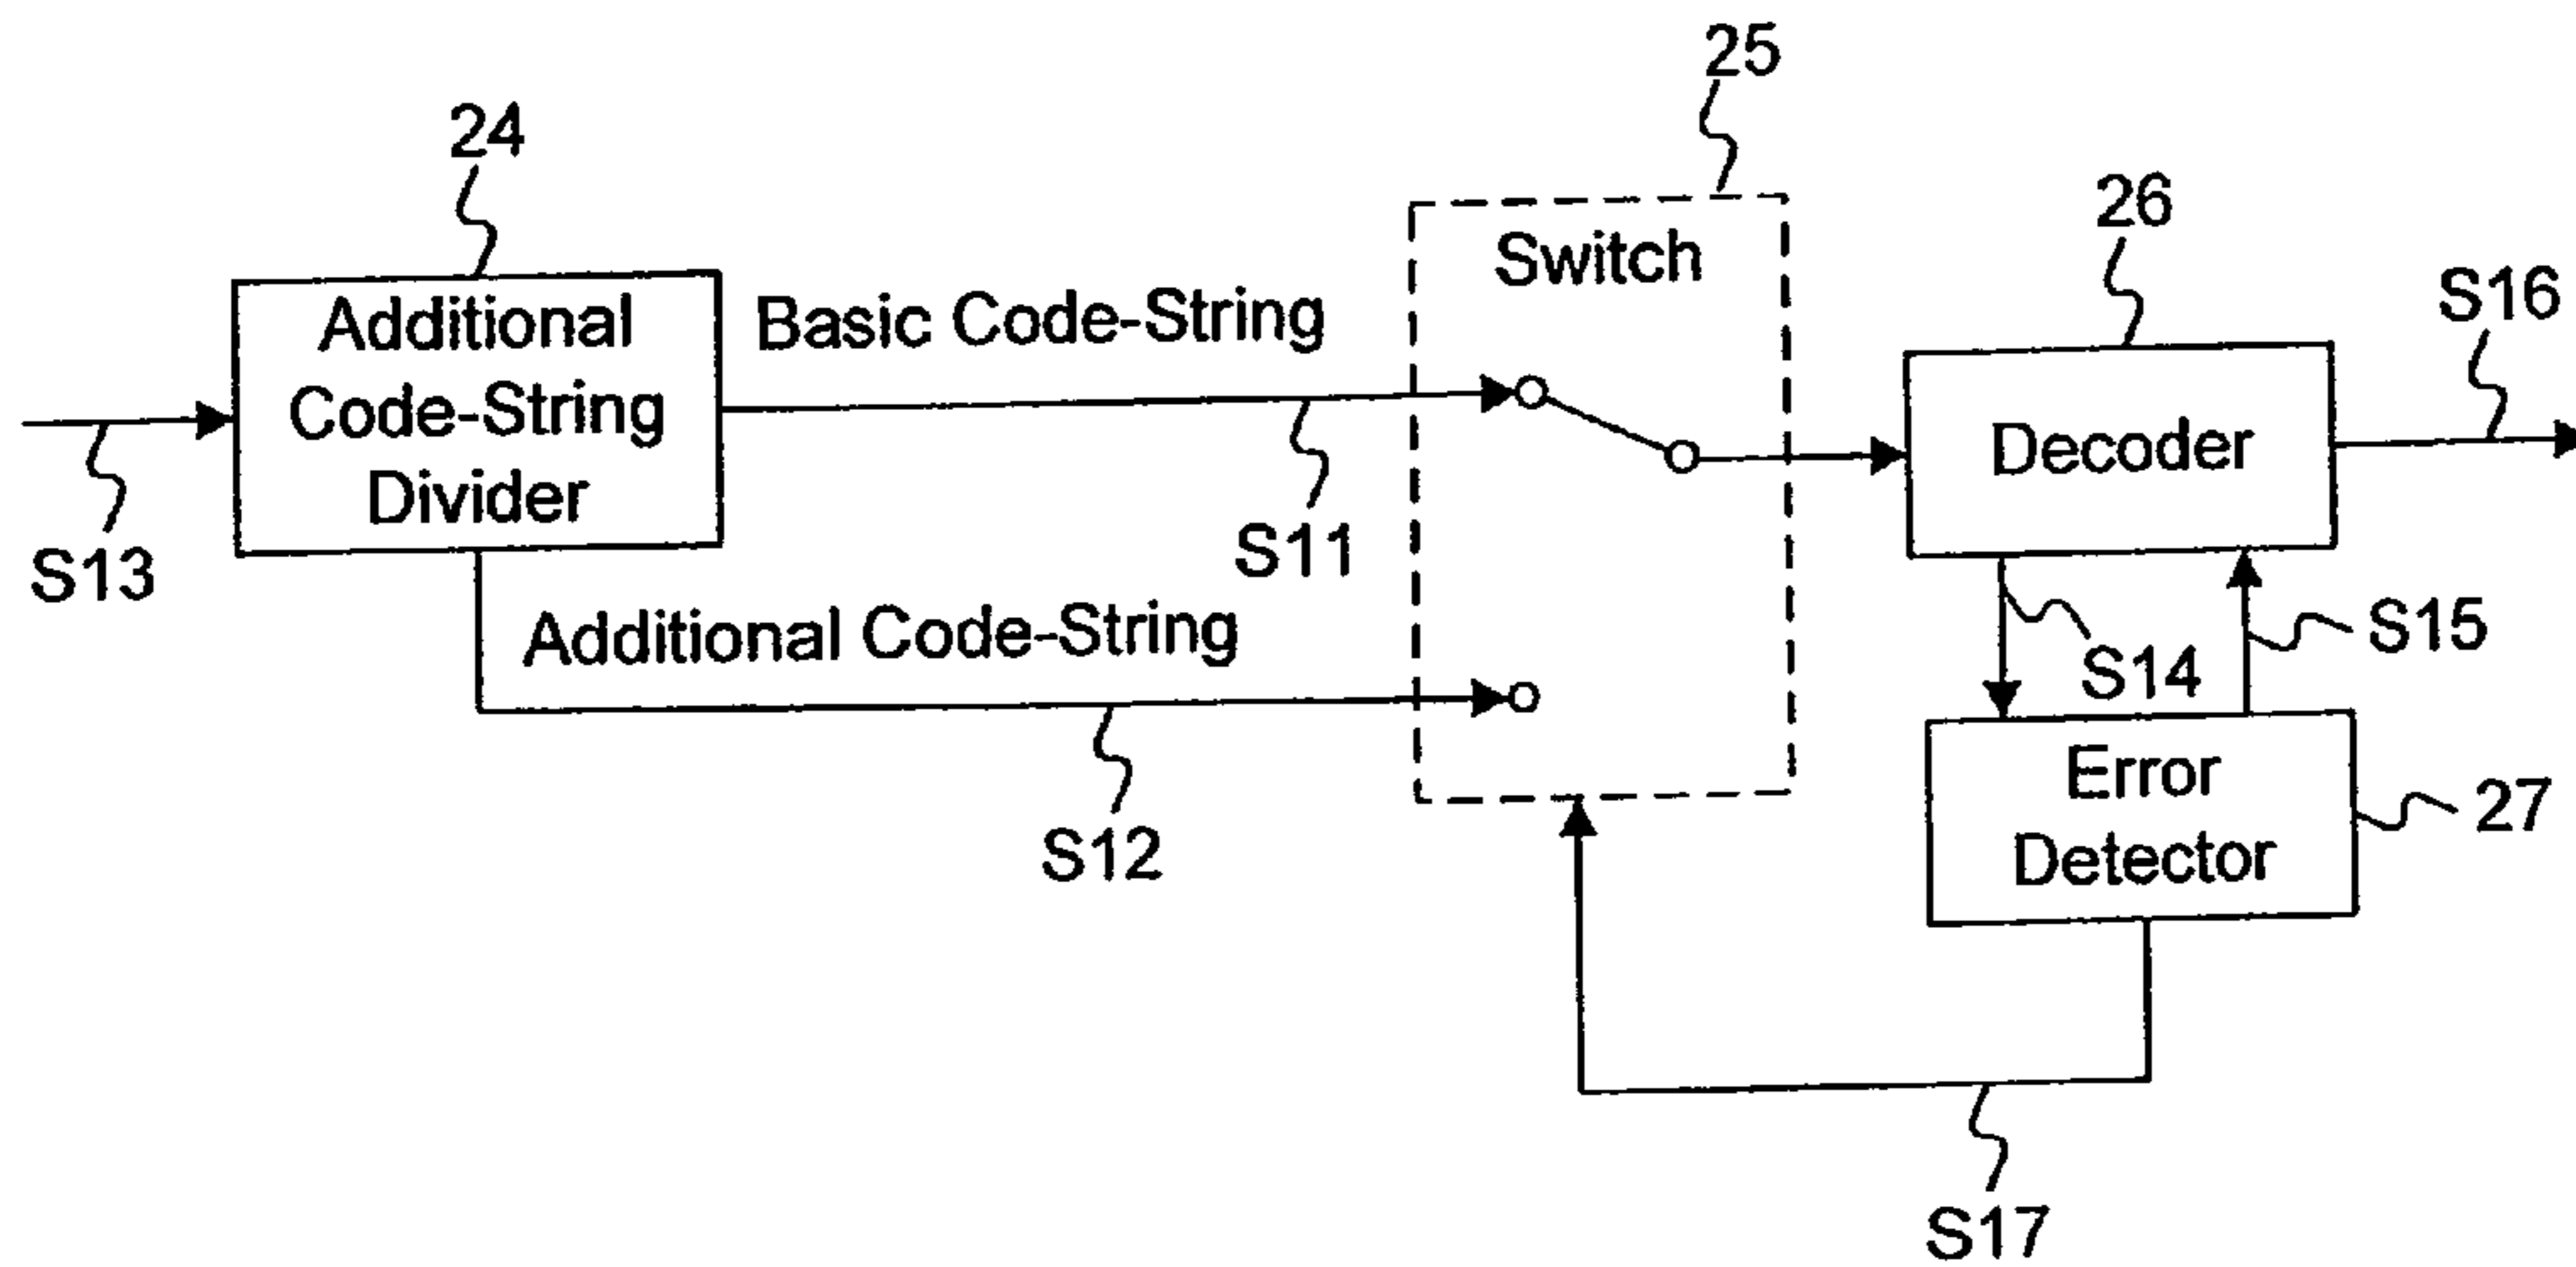 25
24
26
Switch
S16
Additional
Code-String
Divider
Basic Code-String
Decoder
S13
S11
Additional Code-String
S14
S15
Error
Detector
27
S12
S17